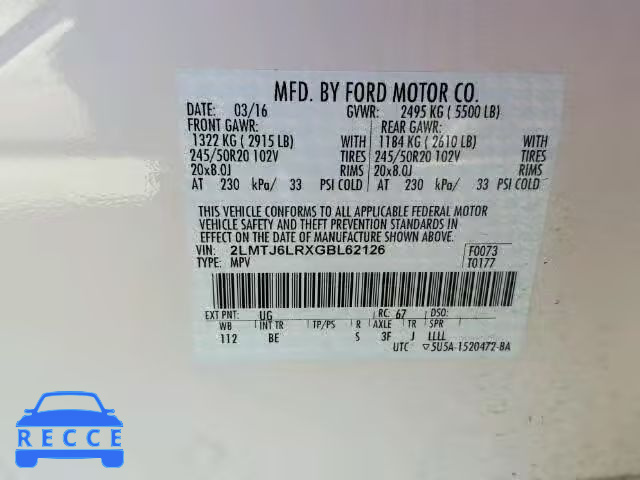 MFD. BY FORD MOTOR CO.
DATE: 03/16 GVWR: 2495 KG ( 5500 LB)
FRONT GAWR: REAR GAWR:
1322 KG ( 2915 LB) WITH 1184 KG ( 2610 LB) WITH
245/50R20 102V TIRES 245/50R20 102V TIRES
20x8.0J RIMS 20x8.0J RIMS
AT 230 kPa/ 33 PSI COLD AT 230 kPa/ 33 PSI COLD
THIS VEHICLE CONFORMS TO ALL APPLICABLE FEDERAL MOTOR
VEHICLE SAFETY AND THEFT PREVENTION STANDARDS IN
EFFECT ON THE DATE OF MANUFACTURE SHOWN ABOVE.
VIN: 2LMTJ6LRXGBL62126 F0073
TYPE: MPV T0177
EXT PNT: UG RC: 67 DSO:
WB INT TR TP/PS R AXLE TR SPR
112 BE S 3F J LLLL
UTC ▽5U5A-1520472-BA
RECCE